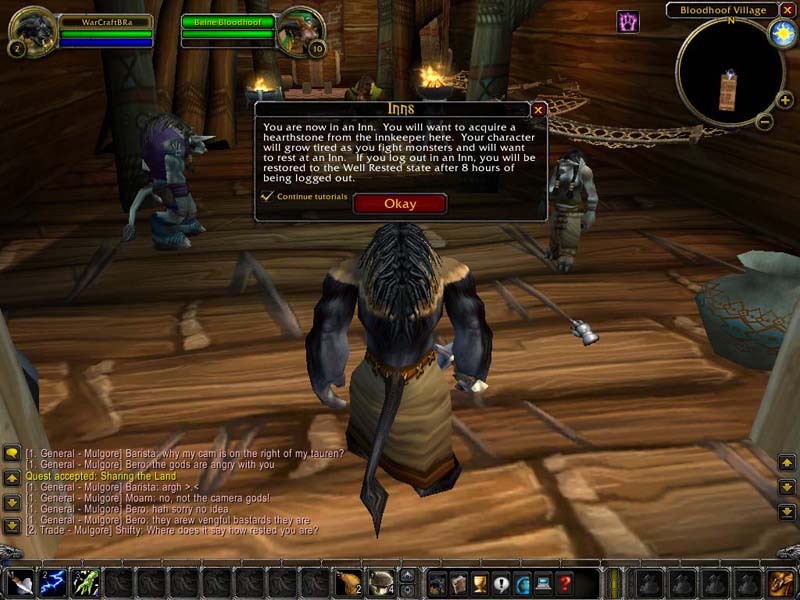 WarCraftBRa
2
Baine Bloodhoof
10
Bloodhoof Village
N
Inns
You are now in an Inn. You will want to acquire a
hearthstone from the innkeeper here. Your character
will grow tired as you fight monsters and will want
to rest at an Inn. If you log out in an Inn, you will be
restored to the Well Rested state after 8 hours of
being logged out.
Continue tutorials
Okay
[1. General - Mulgore] Barista: why my cam is on the right of my tauren?
[1. General - Mulgore] Bero: the gods are angry with you
Quest accepted: Sharing the Land
[1. General - Mulgore] Barista: argh >.<
[1. General - Mulgore] Moarn: no, not the camera gods!
[1. General - Mulgore] Bero: hah sorry no idea
[1. General - Mulgore] Bero: they arew vengful bastards they are
[2. Trade - Mulgore] Shifty: Where does it say how rested you are?
1 2 3 2 4